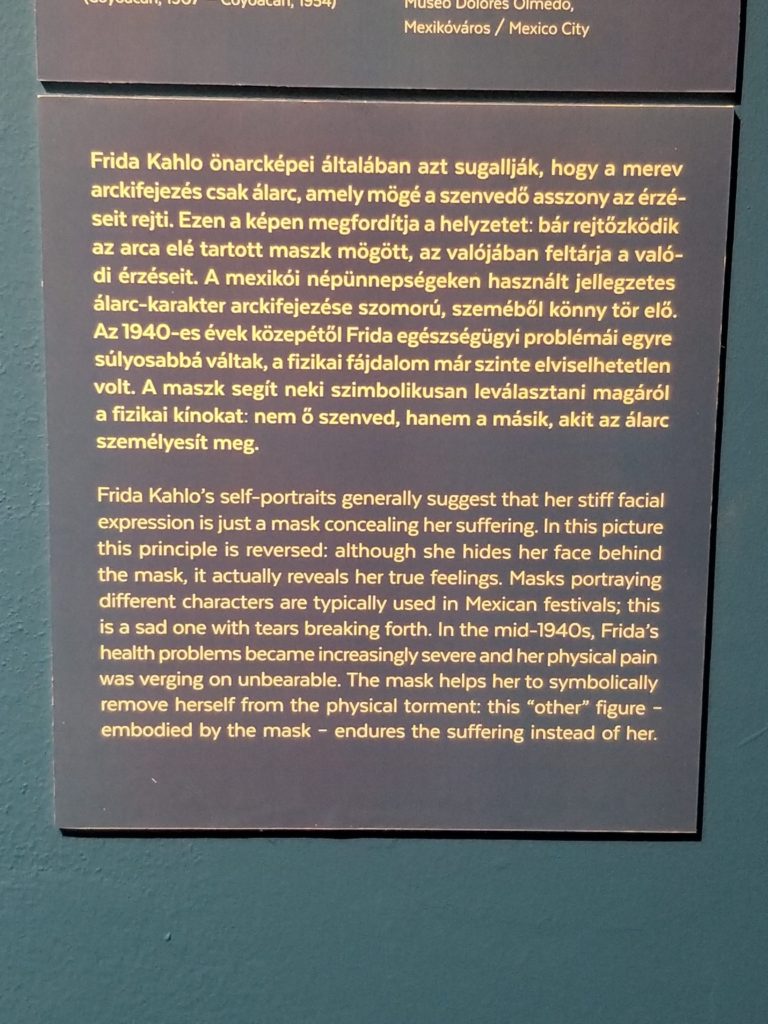 (Coyoacán, 1907 – Coyoacán, 1954)
Museo Dolores Olmedo,
Mexikóváros / Mexico City
Frida Kahlo önarcképei általában azt sugallják, hogy a merev
arckifejezés csak álarc, amely mögé a szenvedő asszony az érzé-
seit rejti. Ezen a képen megfordítja a helyzetet: bár rejtőzködik
az arca elé tartott maszk mögött, az valójában feltárja a való-
di érzéseit. A mexikói népünnepségeken használt jellegzetes
álarc-karakter arckifejezése szomorú, szeméből könny tör elő.
Az 1940-es évek közepétől Frida egészségügyi problémái egyre
súlyosabbá váltak, a fizikai fájdalom már szinte elviselhetetlen
volt. A maszk segít neki szimbolikusan leválasztani magáról
a fizikai kínokat: nem ő szenved, hanem a másik, akit az álarc
személyesít meg.
Frida Kahlo's self-portraits generally suggest that her stiff facial
expression is just a mask concealing her suffering. In this picture
this principle is reversed: although she hides her face behind
the mask, it actually reveals her true feelings. Masks portraying
different characters are typically used in Mexican festivals; this
is a sad one with tears breaking forth. In the mid-1940s, Frida's
health problems became increasingly severe and her physical pain
was verging on unbearable. The mask helps her to symbolically
remove herself from the physical torment: this “other” figure –
embodied by the mask – endures the suffering instead of her.